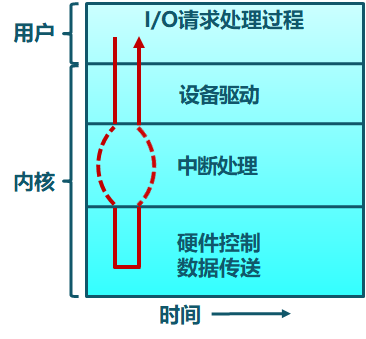 I/O请求处理过程
用户
设备驱动
中断处理
内核
硬件控制
数据传送
时间